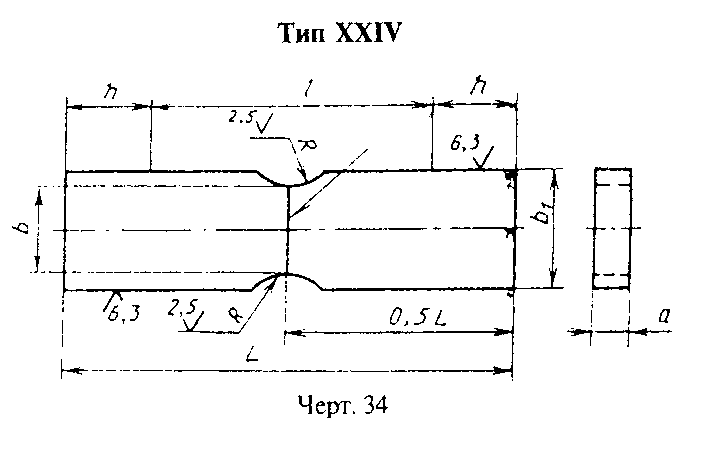 Тип XXIV
h l h
2,5 R 6,3
b b₁
6,3 2,5 R 0,5L a
L
Черт. 34